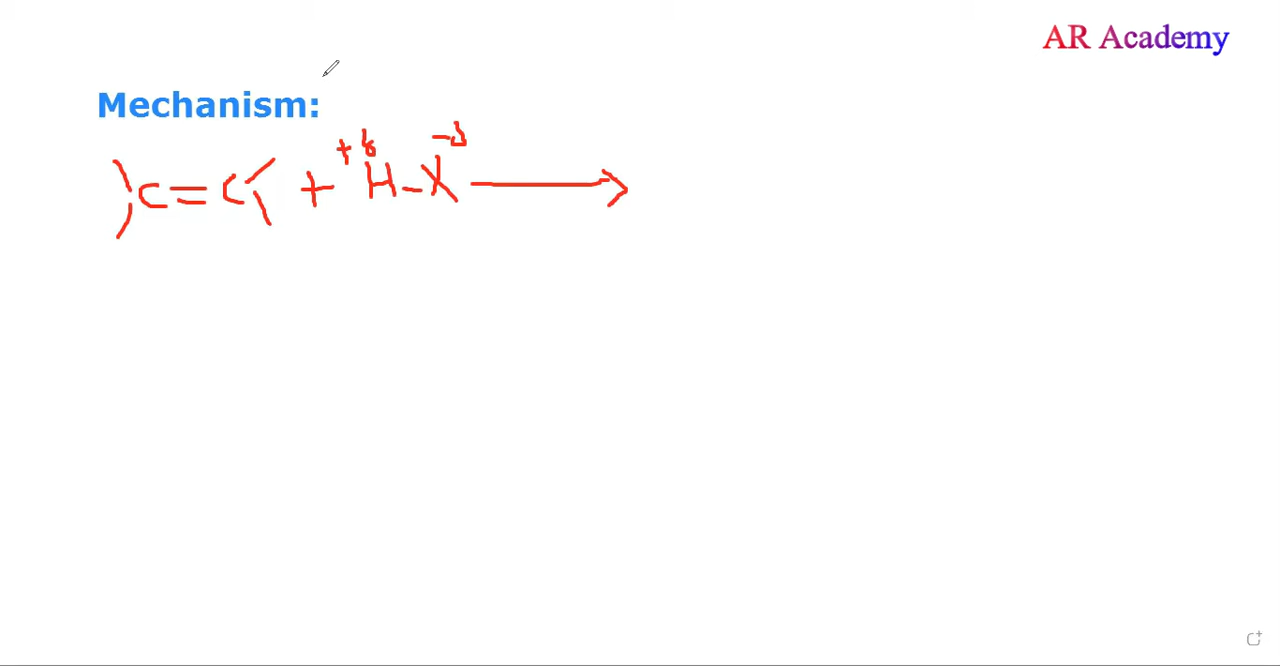 AR Academy
Mechanism:
+δ -δ
C=C + H-X →